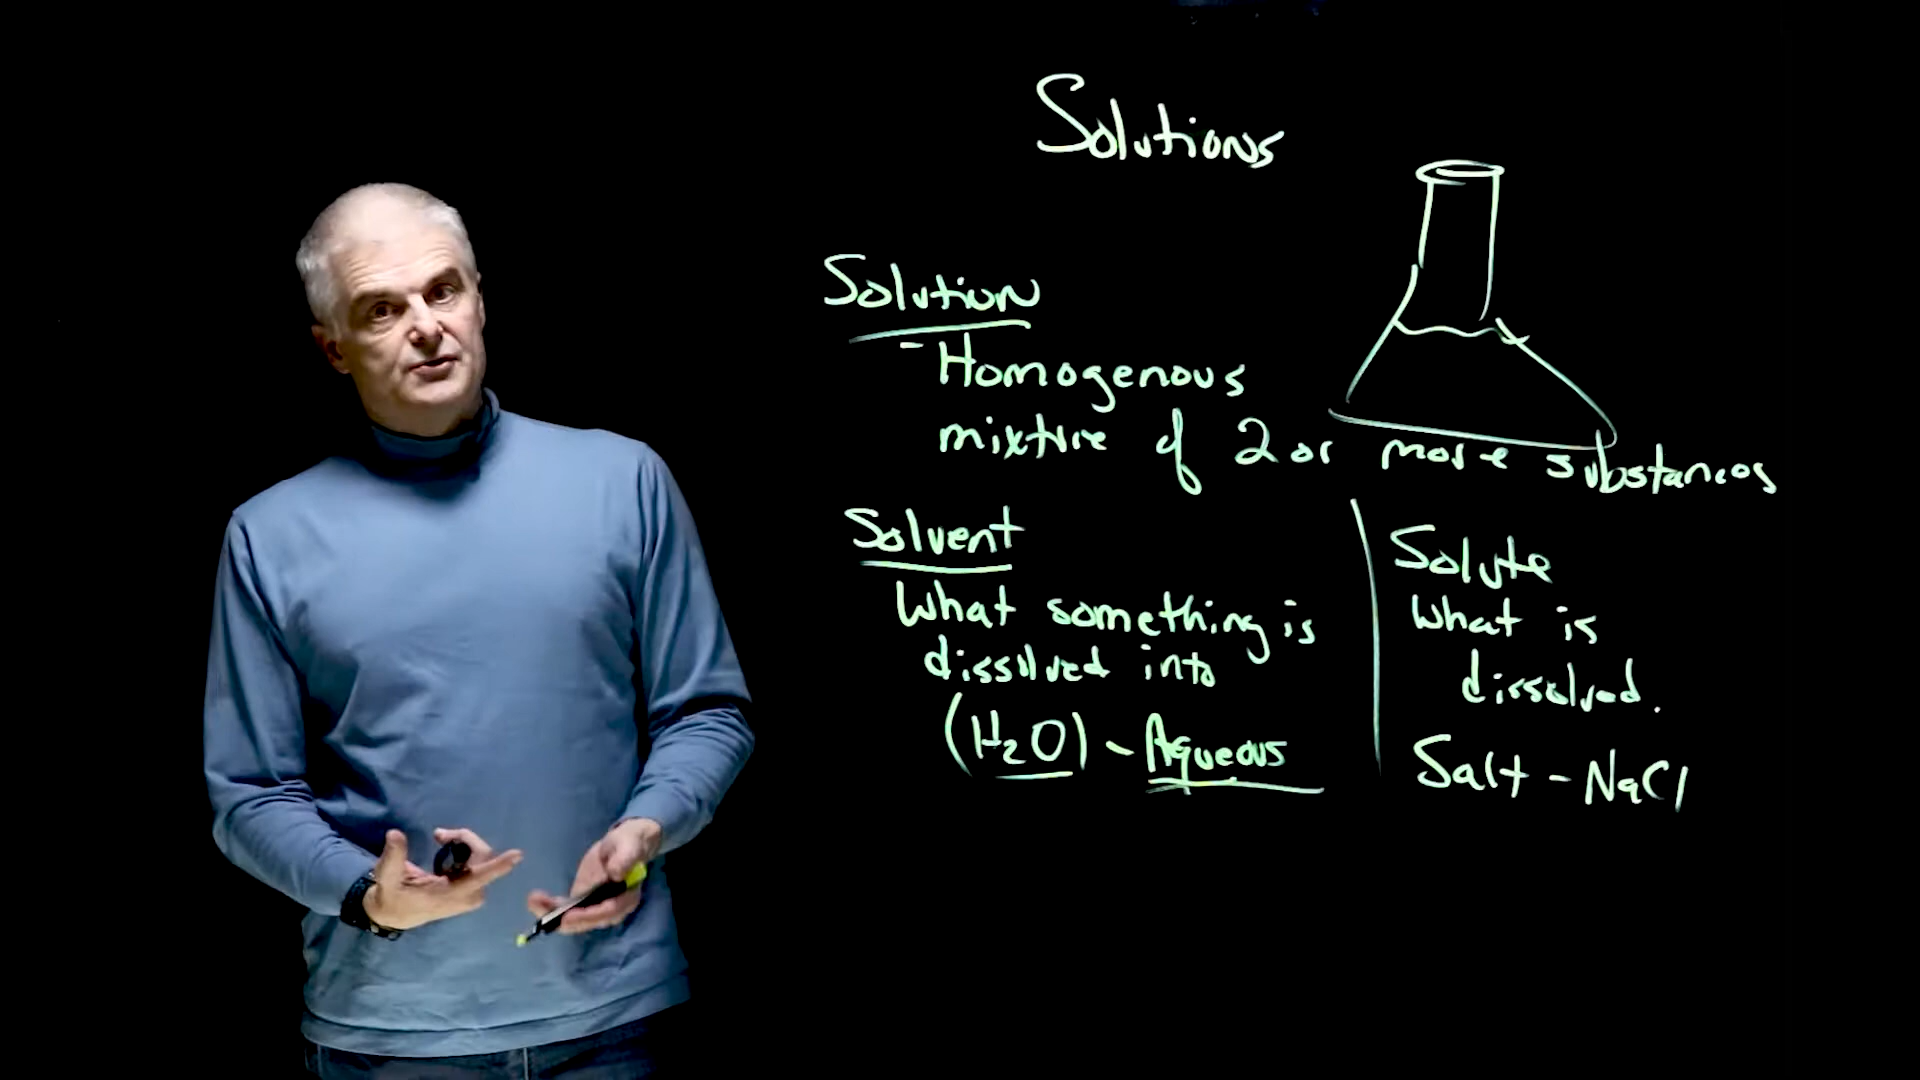 Solutions
Solution
- Homogenous
mixture of 2 or more substances
Solvent
What something is
dissolved into
(H₂O) - Aqueous
Solute
What is
dissolved.
Salt - NaCl